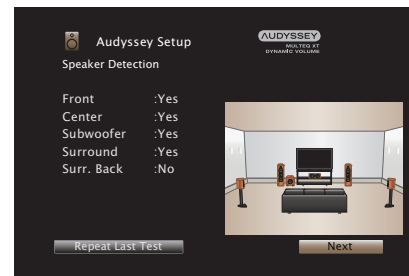 Audyssey Setup
AUDYSSEY
MULTEQ XT
DYNAMIC VOLUME
Speaker Detection
Front :Yes
Center :Yes
Subwoofer :Yes
Surround :Yes
Surr. Back :No
Repeat Last Test
Next